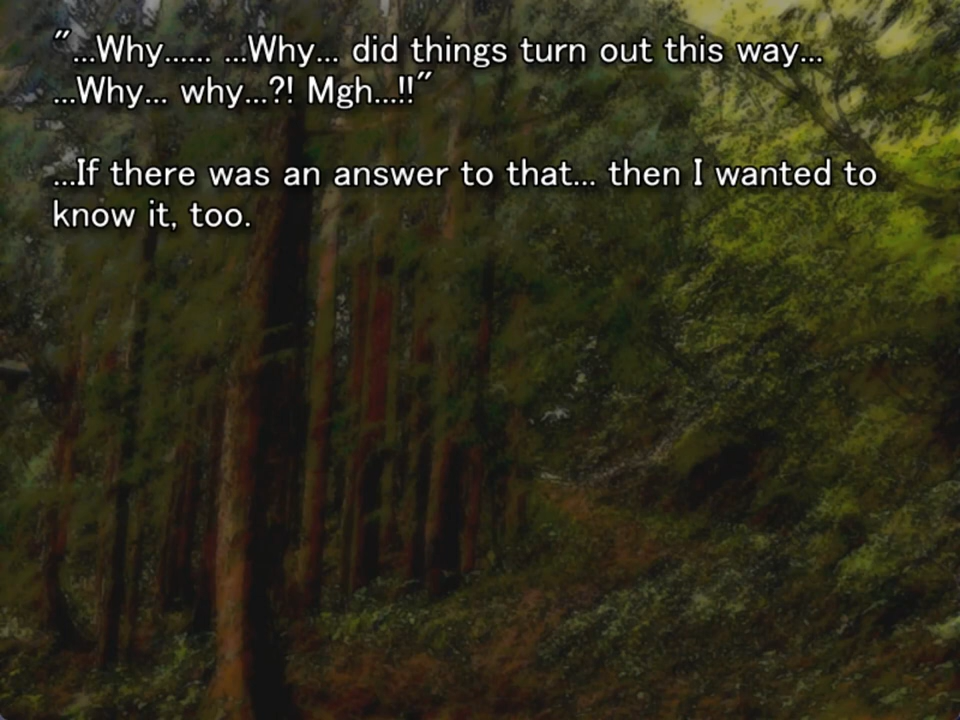 "...Why...... ...Why... did things turn out this way...
...Why... why...?! Mgh...!!"
...If there was an answer to that... then I wanted to
know it, too.